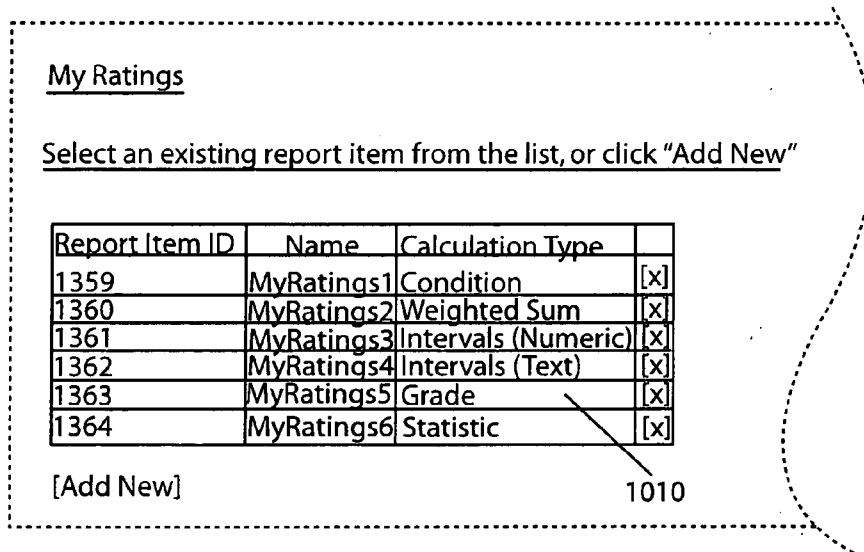 My Ratings
Select an existing report item from the list, or click “Add New”
Report Item ID Name Calculation Type
1359 MyRatings1 Condition [x]
1360 MyRatings2 Weighted Sum [x]
1361 MyRatings3 Intervals (Numeric) [x]
1362 MyRatings4 Intervals (Text) [x]
1363 MyRatings5 Grade [x]
1364 MyRatings6 Statistic [x]
[Add New] 1010